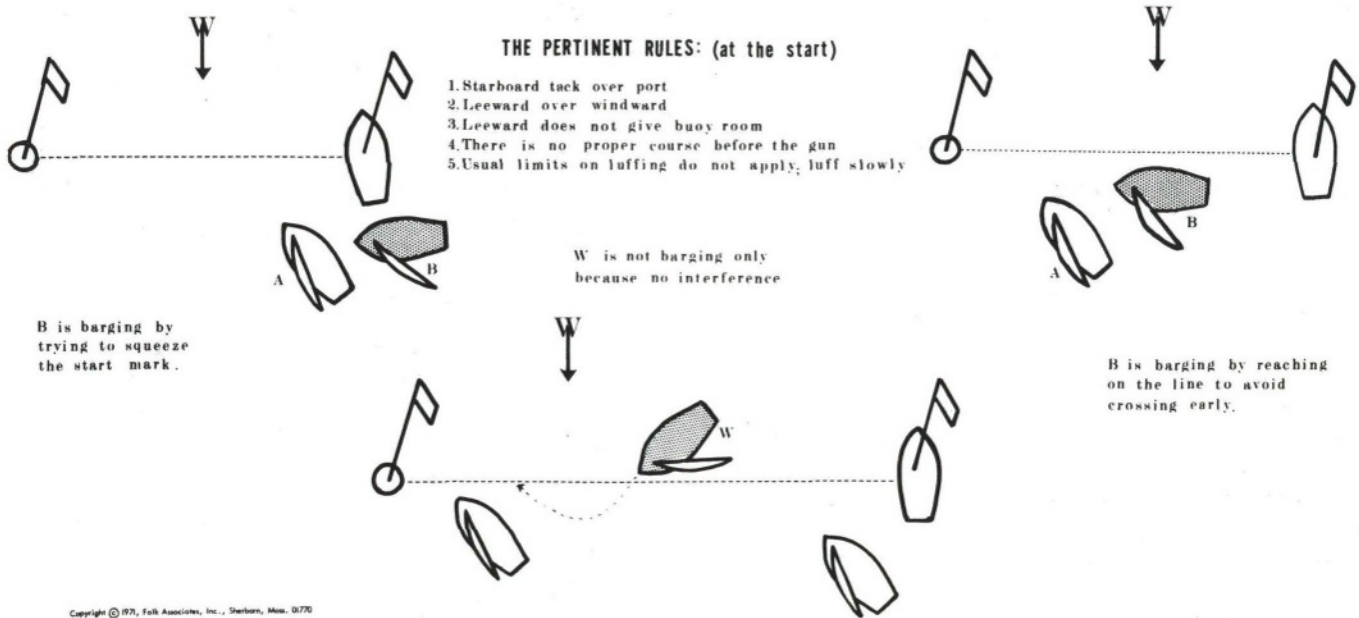 W
THE PERTINENT RULES: (at the start)
1. Starboard tack over port
2. Leeward over windward
3. Leeward does not give buoy room
4. There is no proper course before the gun
5. Usual limits on luffing do not apply, luff slowly
W
A
B
B is barging by
trying to squeeze
the start mark.
W is not barging only
because no interference
A
B
B is barging by reaching
on the line to avoid
crossing early.
W
W
Copyright © 1971, Falk Associates, Inc., Sherborn, Mass. 01770